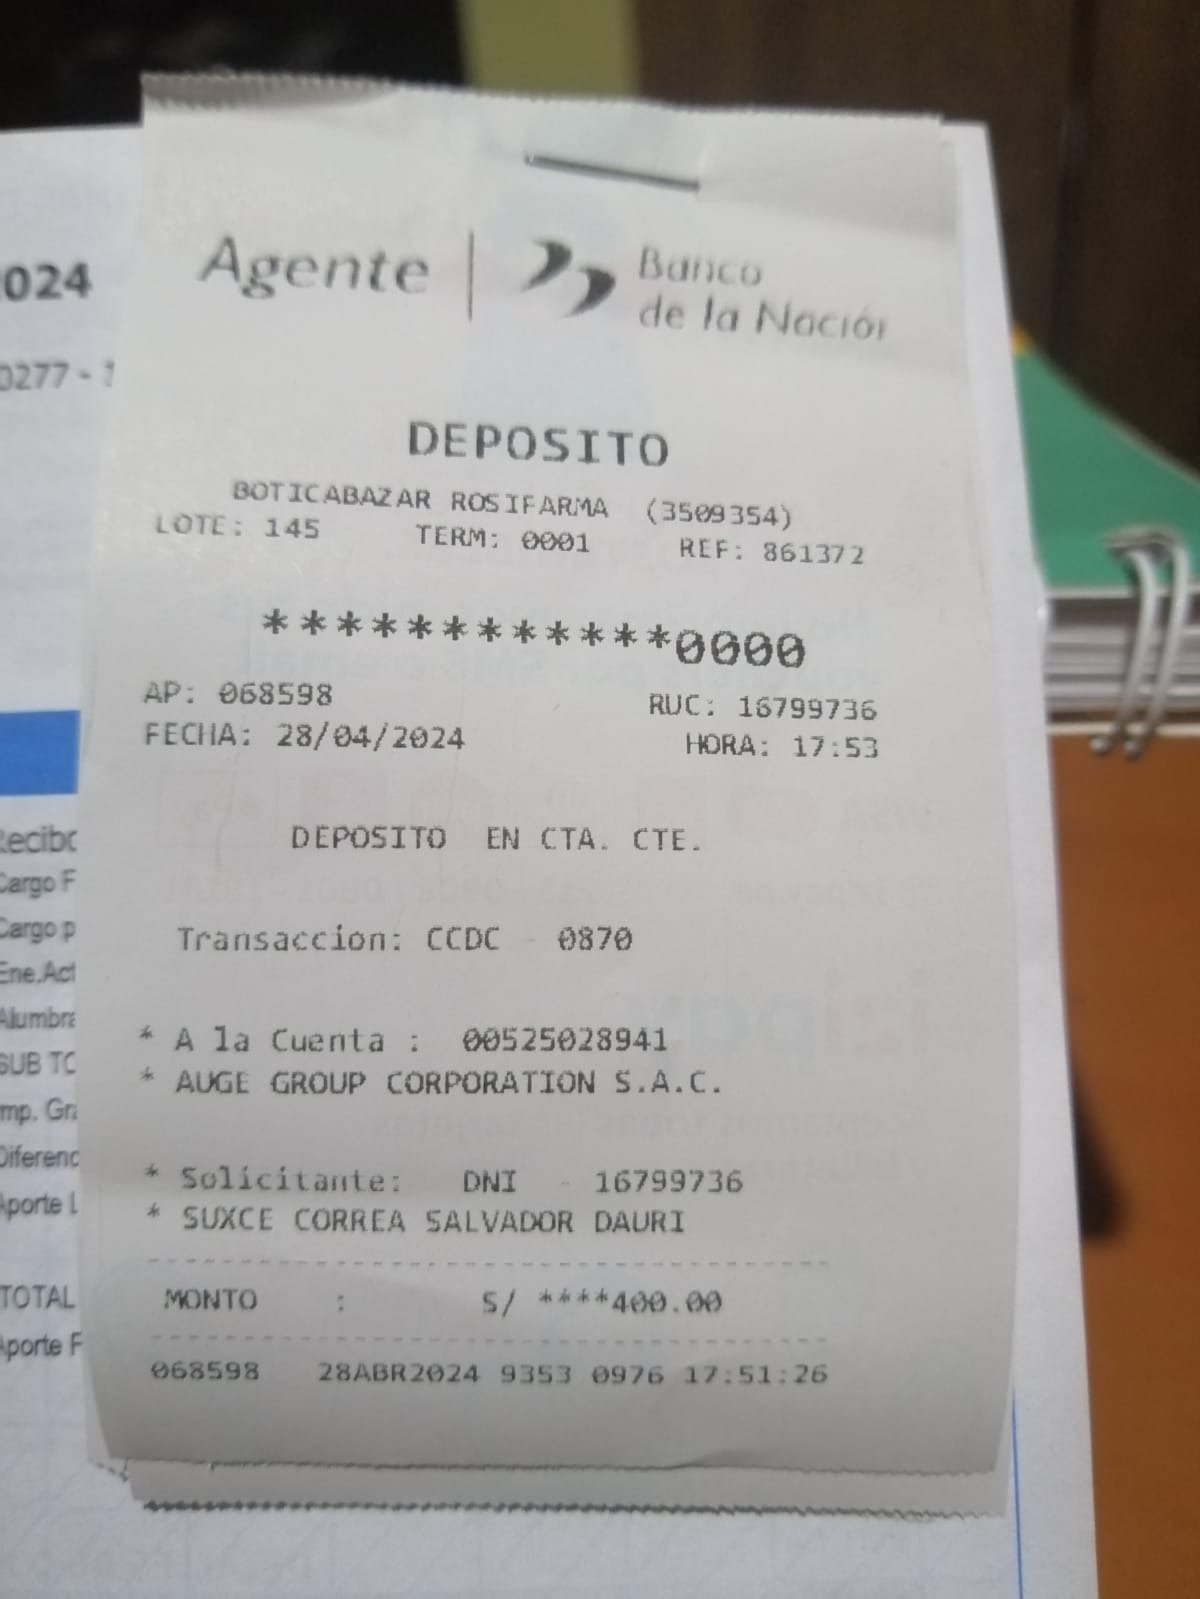 Agente | Banco
de la Nación
DEPOSITO
BOTICABAZAR ROSIFARMA (3509354)
LOTE: 145 TERM: 0001 REF: 861372
************0000
AP: 068598 RUC: 16799736
FECHA: 28/04/2024 HORA: 17:53
DEPOSITO EN CTA. CTE.
Transaccion: CCDC - 0870
* A la Cuenta : 00525028941
* AUGE GROUP CORPORATION S.A.C.
* Solicitante: DNI - 16799736
* SUXCE CORREA SALVADOR DAURI
MONTO : S/ ****400.00
068598 28ABR2024 9353 0976 17:51:26
024
0277 -
Recibo
Cargo F
Cargo p
Ene.Act
Alumbra
SUB TO
mp. Gra
Diferenc
Aporte L
TOTAL
Aporte F